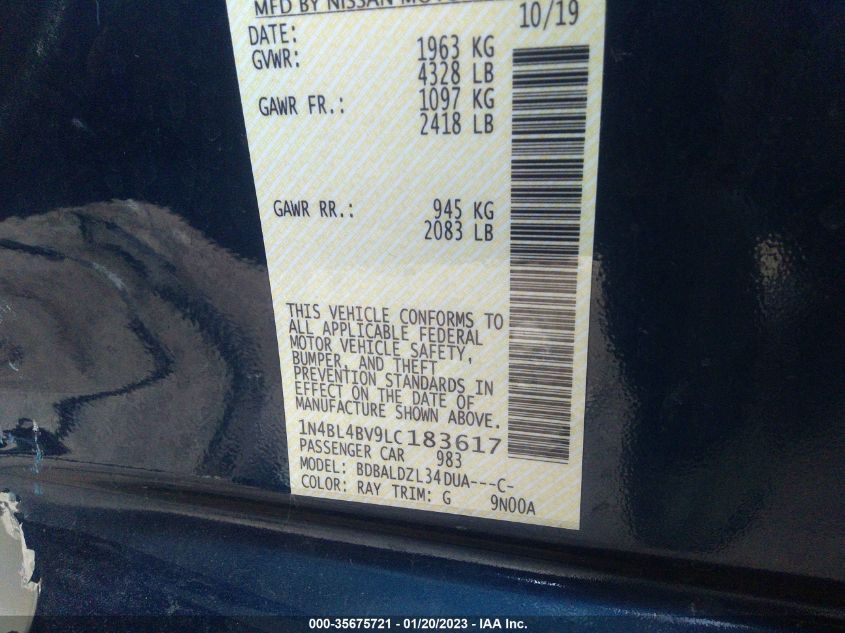 MFD BY NISSAN
DATE: 10/19
GVWR: 1963 KG
4328 LB
GAWR FR.: 1097 KG
2418 LB
GAWR RR.: 945 KG
2083 LB
THIS VEHICLE CONFORMS TO
ALL APPLICABLE FEDERAL
MOTOR VEHICLE SAFETY,
BUMPER, AND THEFT
PREVENTION STANDARDS IN
EFFECT ON THE DATE OF
MANUFACTURE SHOWN ABOVE.
1N4BL4BV9LC183617
PASSENGER CAR 983
MODEL: BDBALDZL34DUA---C-
COLOR: RAY TRIM: G 9N00A
000-35675721 - 01/20/2023 - IAA Inc.